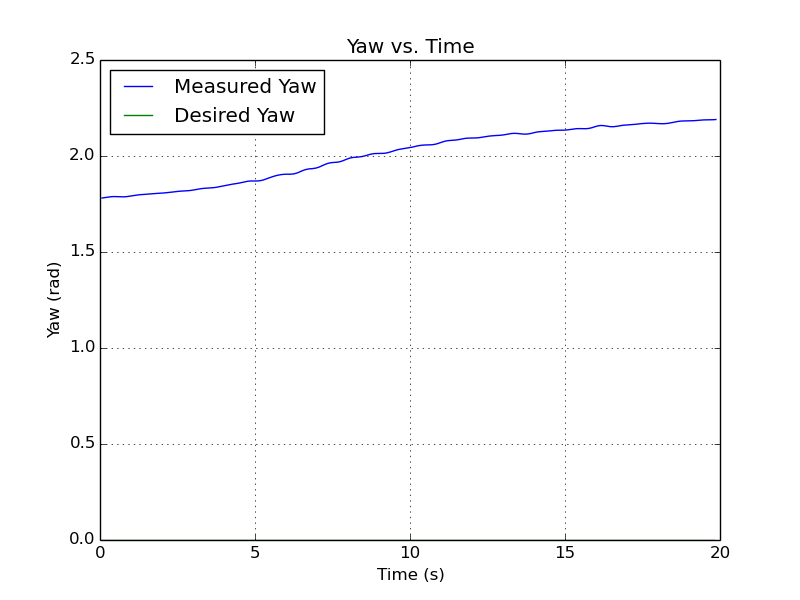 Yaw vs. Time
Measured Yaw
Desired Yaw
2.5
2.0
1.5
1.0
0.5
0.0
Yaw (rad)
0 5 10 15 20
Time (s)